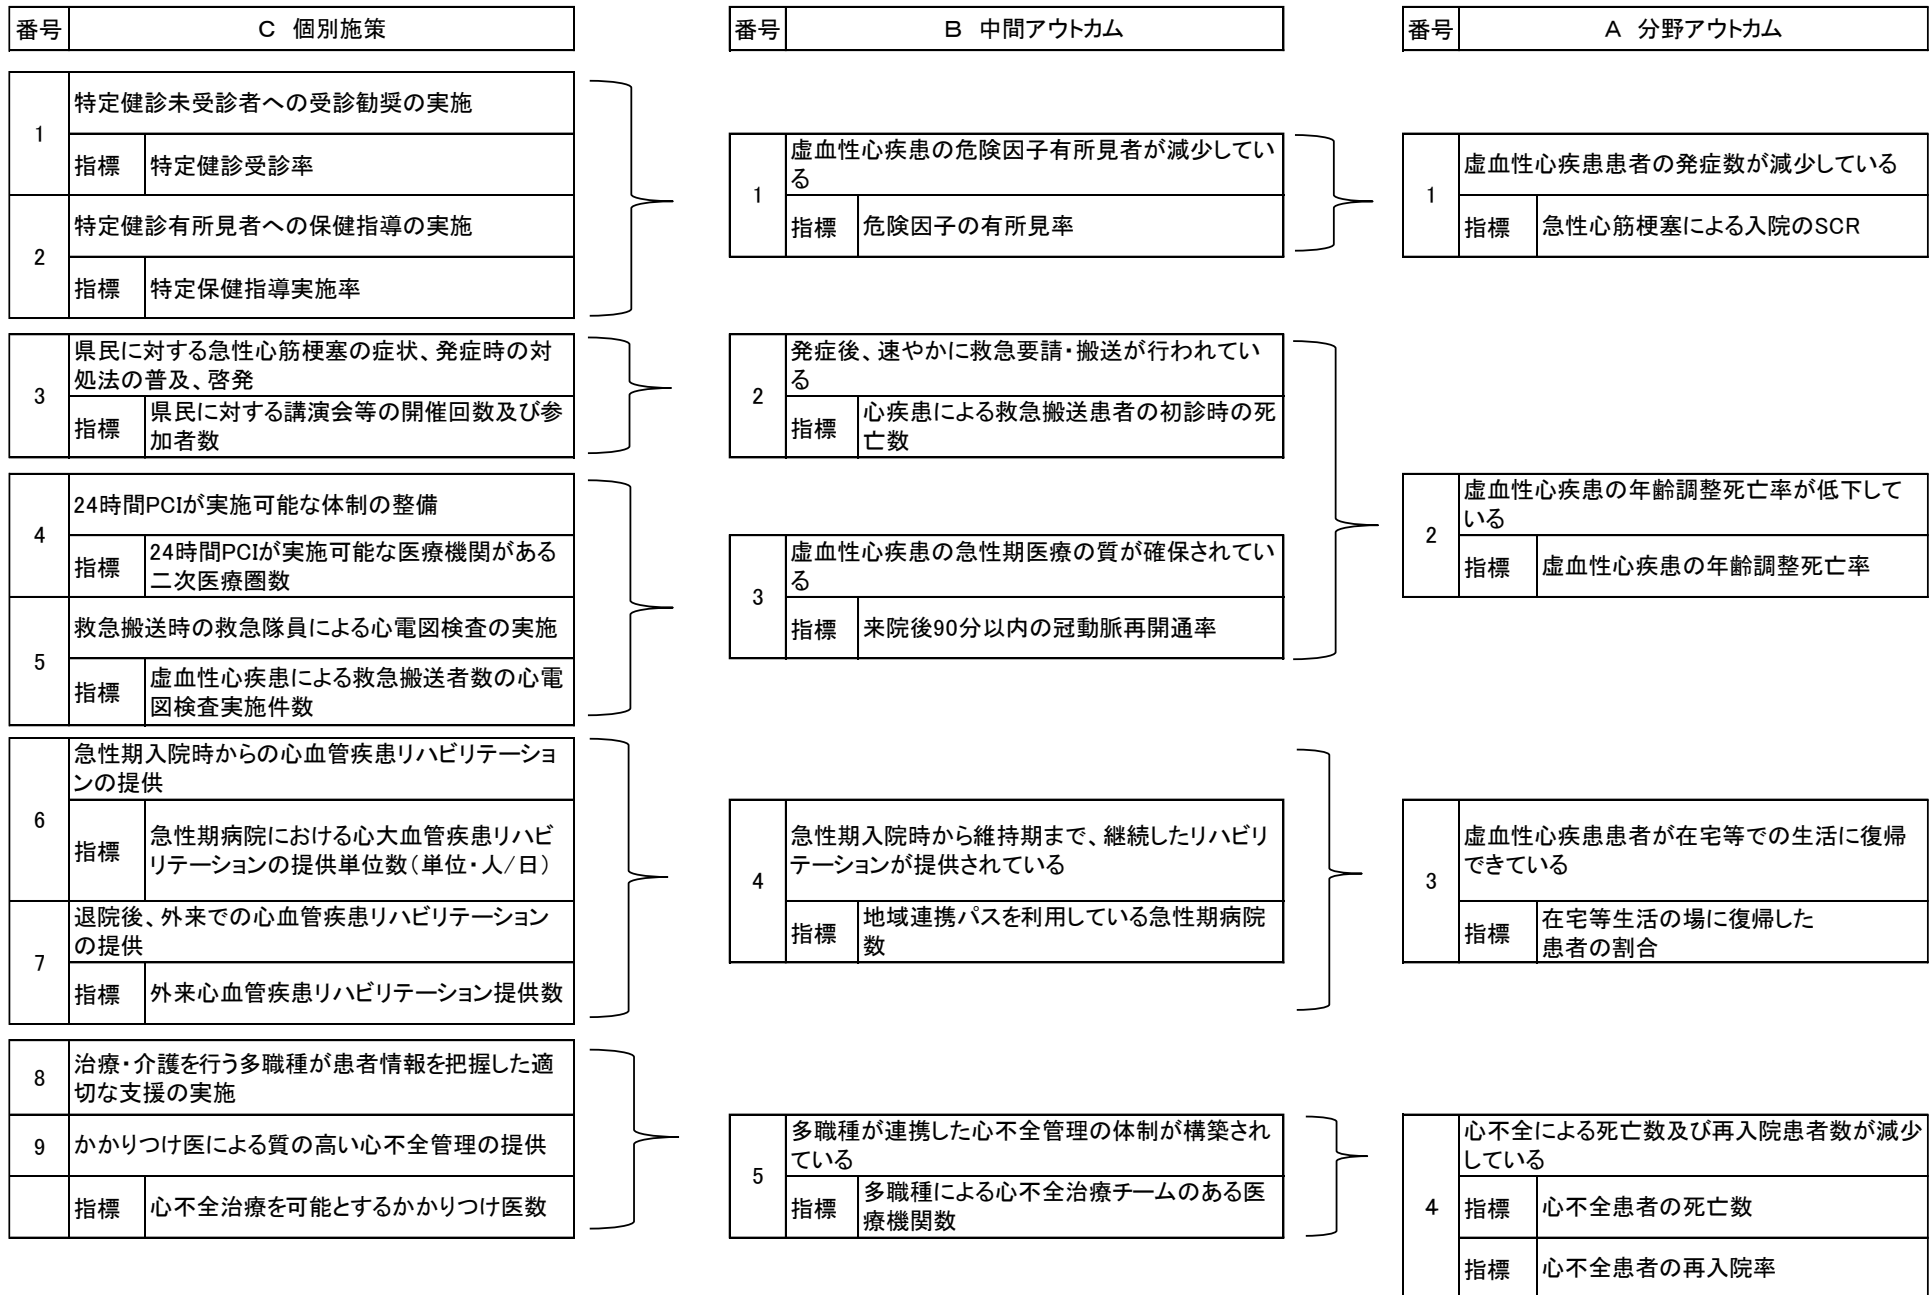 番号
C 個別施策
番号
B 中間アウトカム
番号
A 分野アウトカム
1
特定健診未受診者への受診勧奨の実施
指標
特定健診受診率
2
特定健診有所見者への保健指導の実施
指標
特定保健指導実施率
1
虚血性心疾患の危険因子有所見者が減少してい
る
指標
危険因子の有所見率
1
虚血性心疾患患者の発症数が減少している
指標
急性心筋梗塞による入院のSCR
3
県民に対する急性心筋梗塞の症状、発症時の対
処法の普及、啓発
指標
県民に対する講演会等の開催回数及び参
加者数
2
発症後、速やかに救急要請・搬送が行われてい
る
指標
心疾患による救急搬送患者の初診時の死
亡数
4
24時間PCIが実施可能な体制の整備
指標
24時間PCIが実施可能な医療機関がある
二次医療圏数
5
救急搬送時の救急隊員による心電図検査の実施
指標
虚血性心疾患による救急搬送者数の心電
図検査実施件数
3
虚血性心疾患の急性期医療の質が確保されてい
る
指標
来院後90分以内の冠動脈再開通率
2
虚血性心疾患の年齢調整死亡率が低下して
いる
指標
虚血性心疾患の年齢調整死亡率
6
急性期入院時からの心血管疾患リハビリテーショ
ンの提供
指標
急性期病院における心大血管疾患リハビ
リテーションの提供単位数(単位・人/日)
7
退院後、外来での心血管疾患リハビリテーション
の提供
指標
外来心血管疾患リハビリテーション提供数
4
急性期入院時から維持期まで、継続したリハビリ
テーションが提供されている
指標
地域連携パスを利用している急性期病院
数
3
虚血性心疾患患者が在宅等での生活に復帰
できている
指標
在宅等生活の場に復帰した
患者の割合
8
治療・介護を行う多職種が患者情報を把握した適
切な支援の実施
9
かかりつけ医による質の高い心不全管理の提供
指標
心不全治療を可能とするかかりつけ医数
5
多職種が連携した心不全管理の体制が構築され
ている
指標
多職種による心不全治療チームのある医
療機関数
4
心不全による死亡数及び再入院患者数が減少
している
指標
心不全患者の死亡数
指標
心不全患者の再入院率